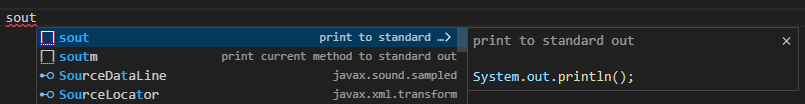 sout
sout print to standard …>
soutm print current method to standard out
SourceDataLine javax.sound.sampled
SourceLocator javax.xml.transform
print to standard out
System.out.println();